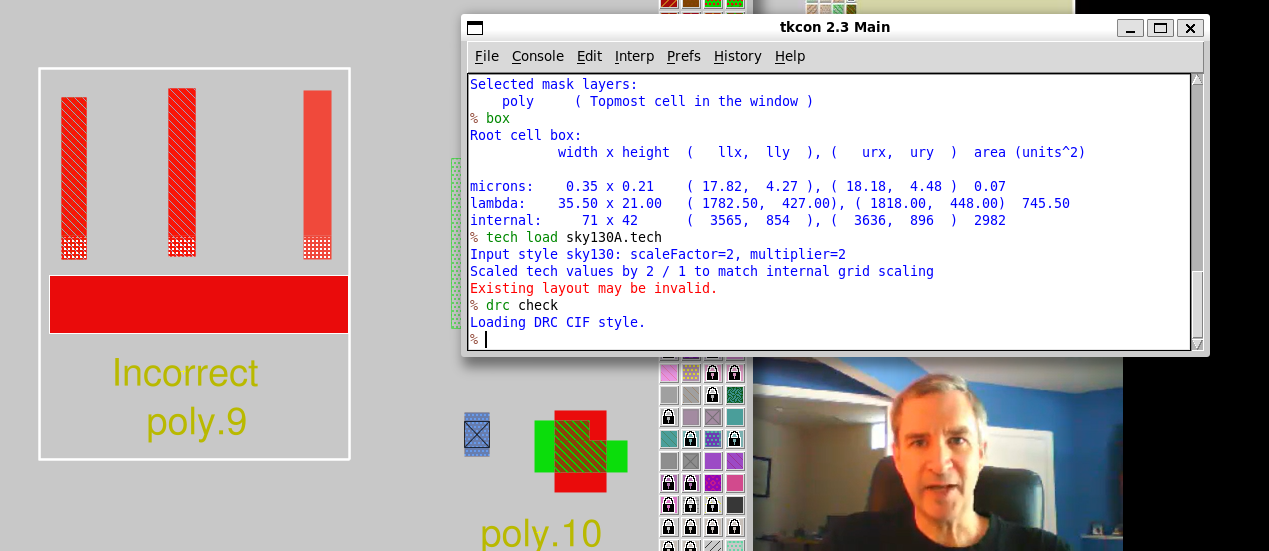 tkcon 2.3 Main
File Console Edit Interp Prefs History Help
Selected mask layers:
poly ( Topmost cell in the window )
% box
Root cell box:
width x height ( llx, lly ), ( urx, ury ) area (units^2)
microns: 0.35 x 0.21 ( 17.82, 4.27 ), ( 18.18, 4.48 ) 0.07
lambda: 35.50 x 21.00 ( 1782.50, 427.00), ( 1818.00, 448.00) 745.50
internal: 71 x 42 ( 3565, 854 ), ( 3636, 896 ) 2982
% tech load sky130A.tech
Input style sky130: scaleFactor=2, multiplier=2
Scaled tech values by 2 / 1 to match internal grid scaling
Existing layout may be invalid.
% drc check
Loading DRC CIF style.
%
Incorrect
poly.9
poly.10